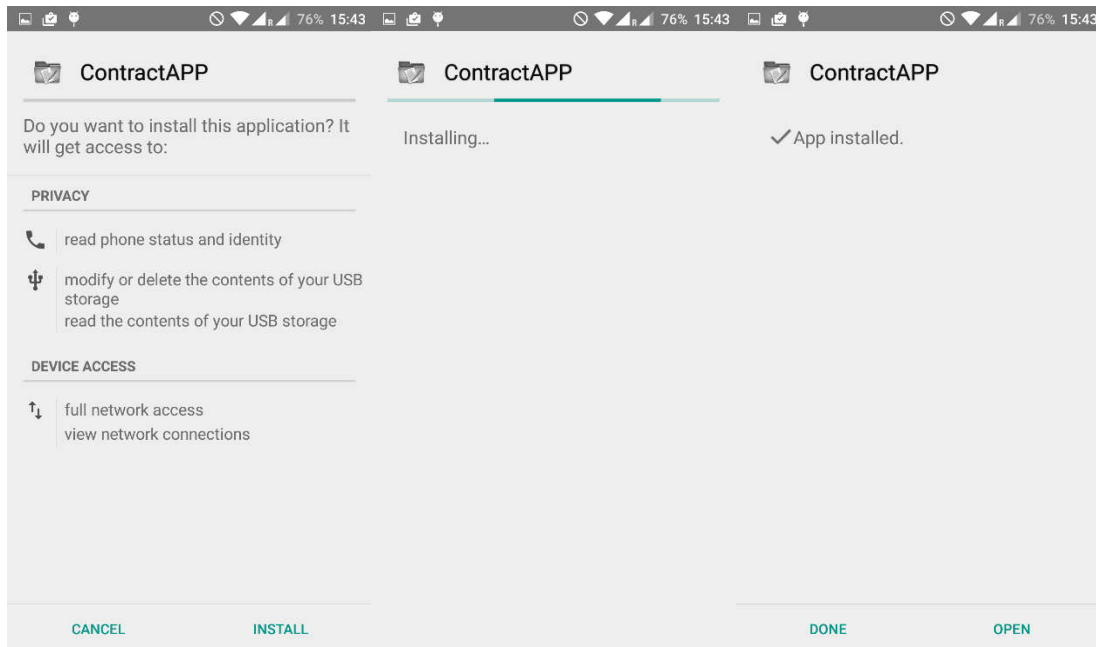 76% 15:43
ContractAPP
Do you want to install this application? It
will get access to:
PRIVACY
read phone status and identity
modify or delete the contents of your USB
storage
read the contents of your USB storage
DEVICE ACCESS
full network access
view network connections
CANCEL INSTALL
R 76% 15:43
ContractAPP
Installing...
R 76% 15:43
ContractAPP
App installed.
DONE OPEN